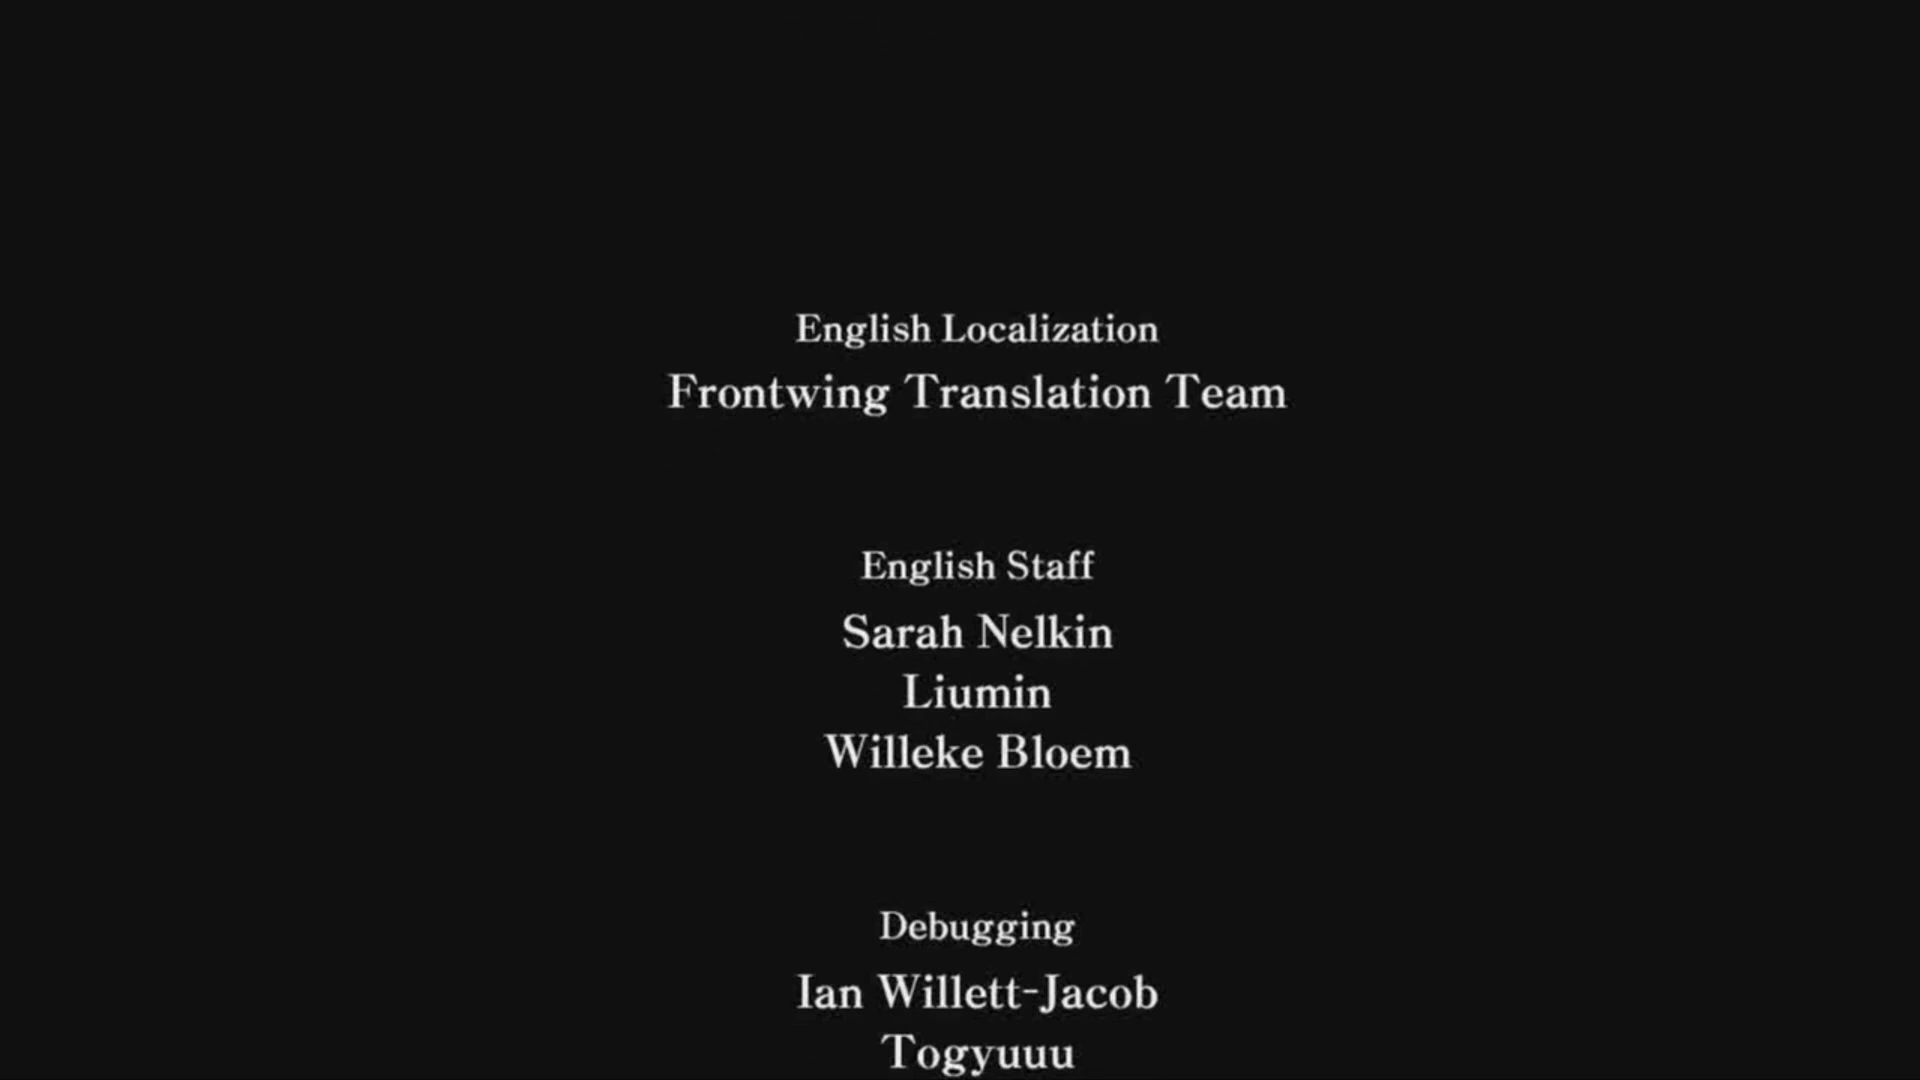 English Localization
Frontwing Translation Team
English Staff
Sarah Nelkin
Liumin
Willeke Bloem
Debugging
Ian Willett-Jacob
Togyuuu